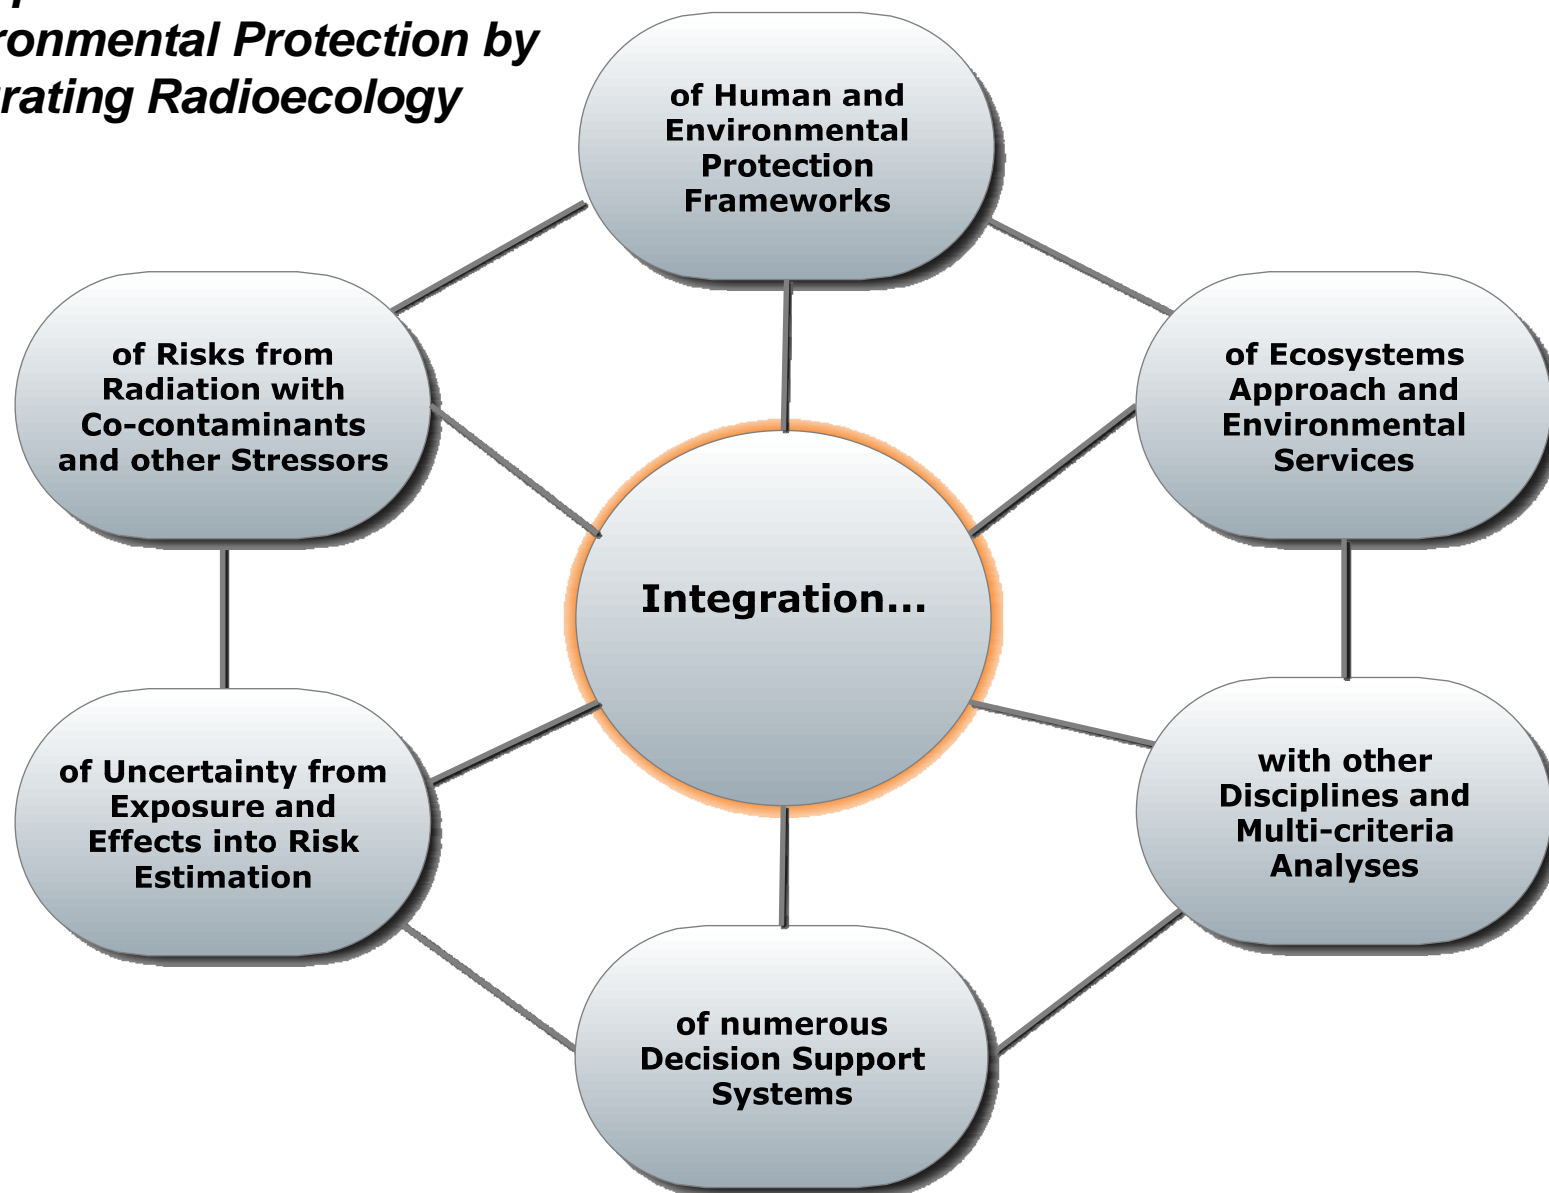 ronmental Protection by
rating Radioecology
of Human and
Environmental
Protection
Frameworks
of Risks from
Radiation with
Co-contaminants
and other Stressors
of Ecosystems
Approach and
Environmental
Services
Integration...
of Uncertainty from
Exposure and
Effects into Risk
Estimation
with other
Disciplines and
Multi-criteria
Analyses
of numerous
Decision Support
Systems